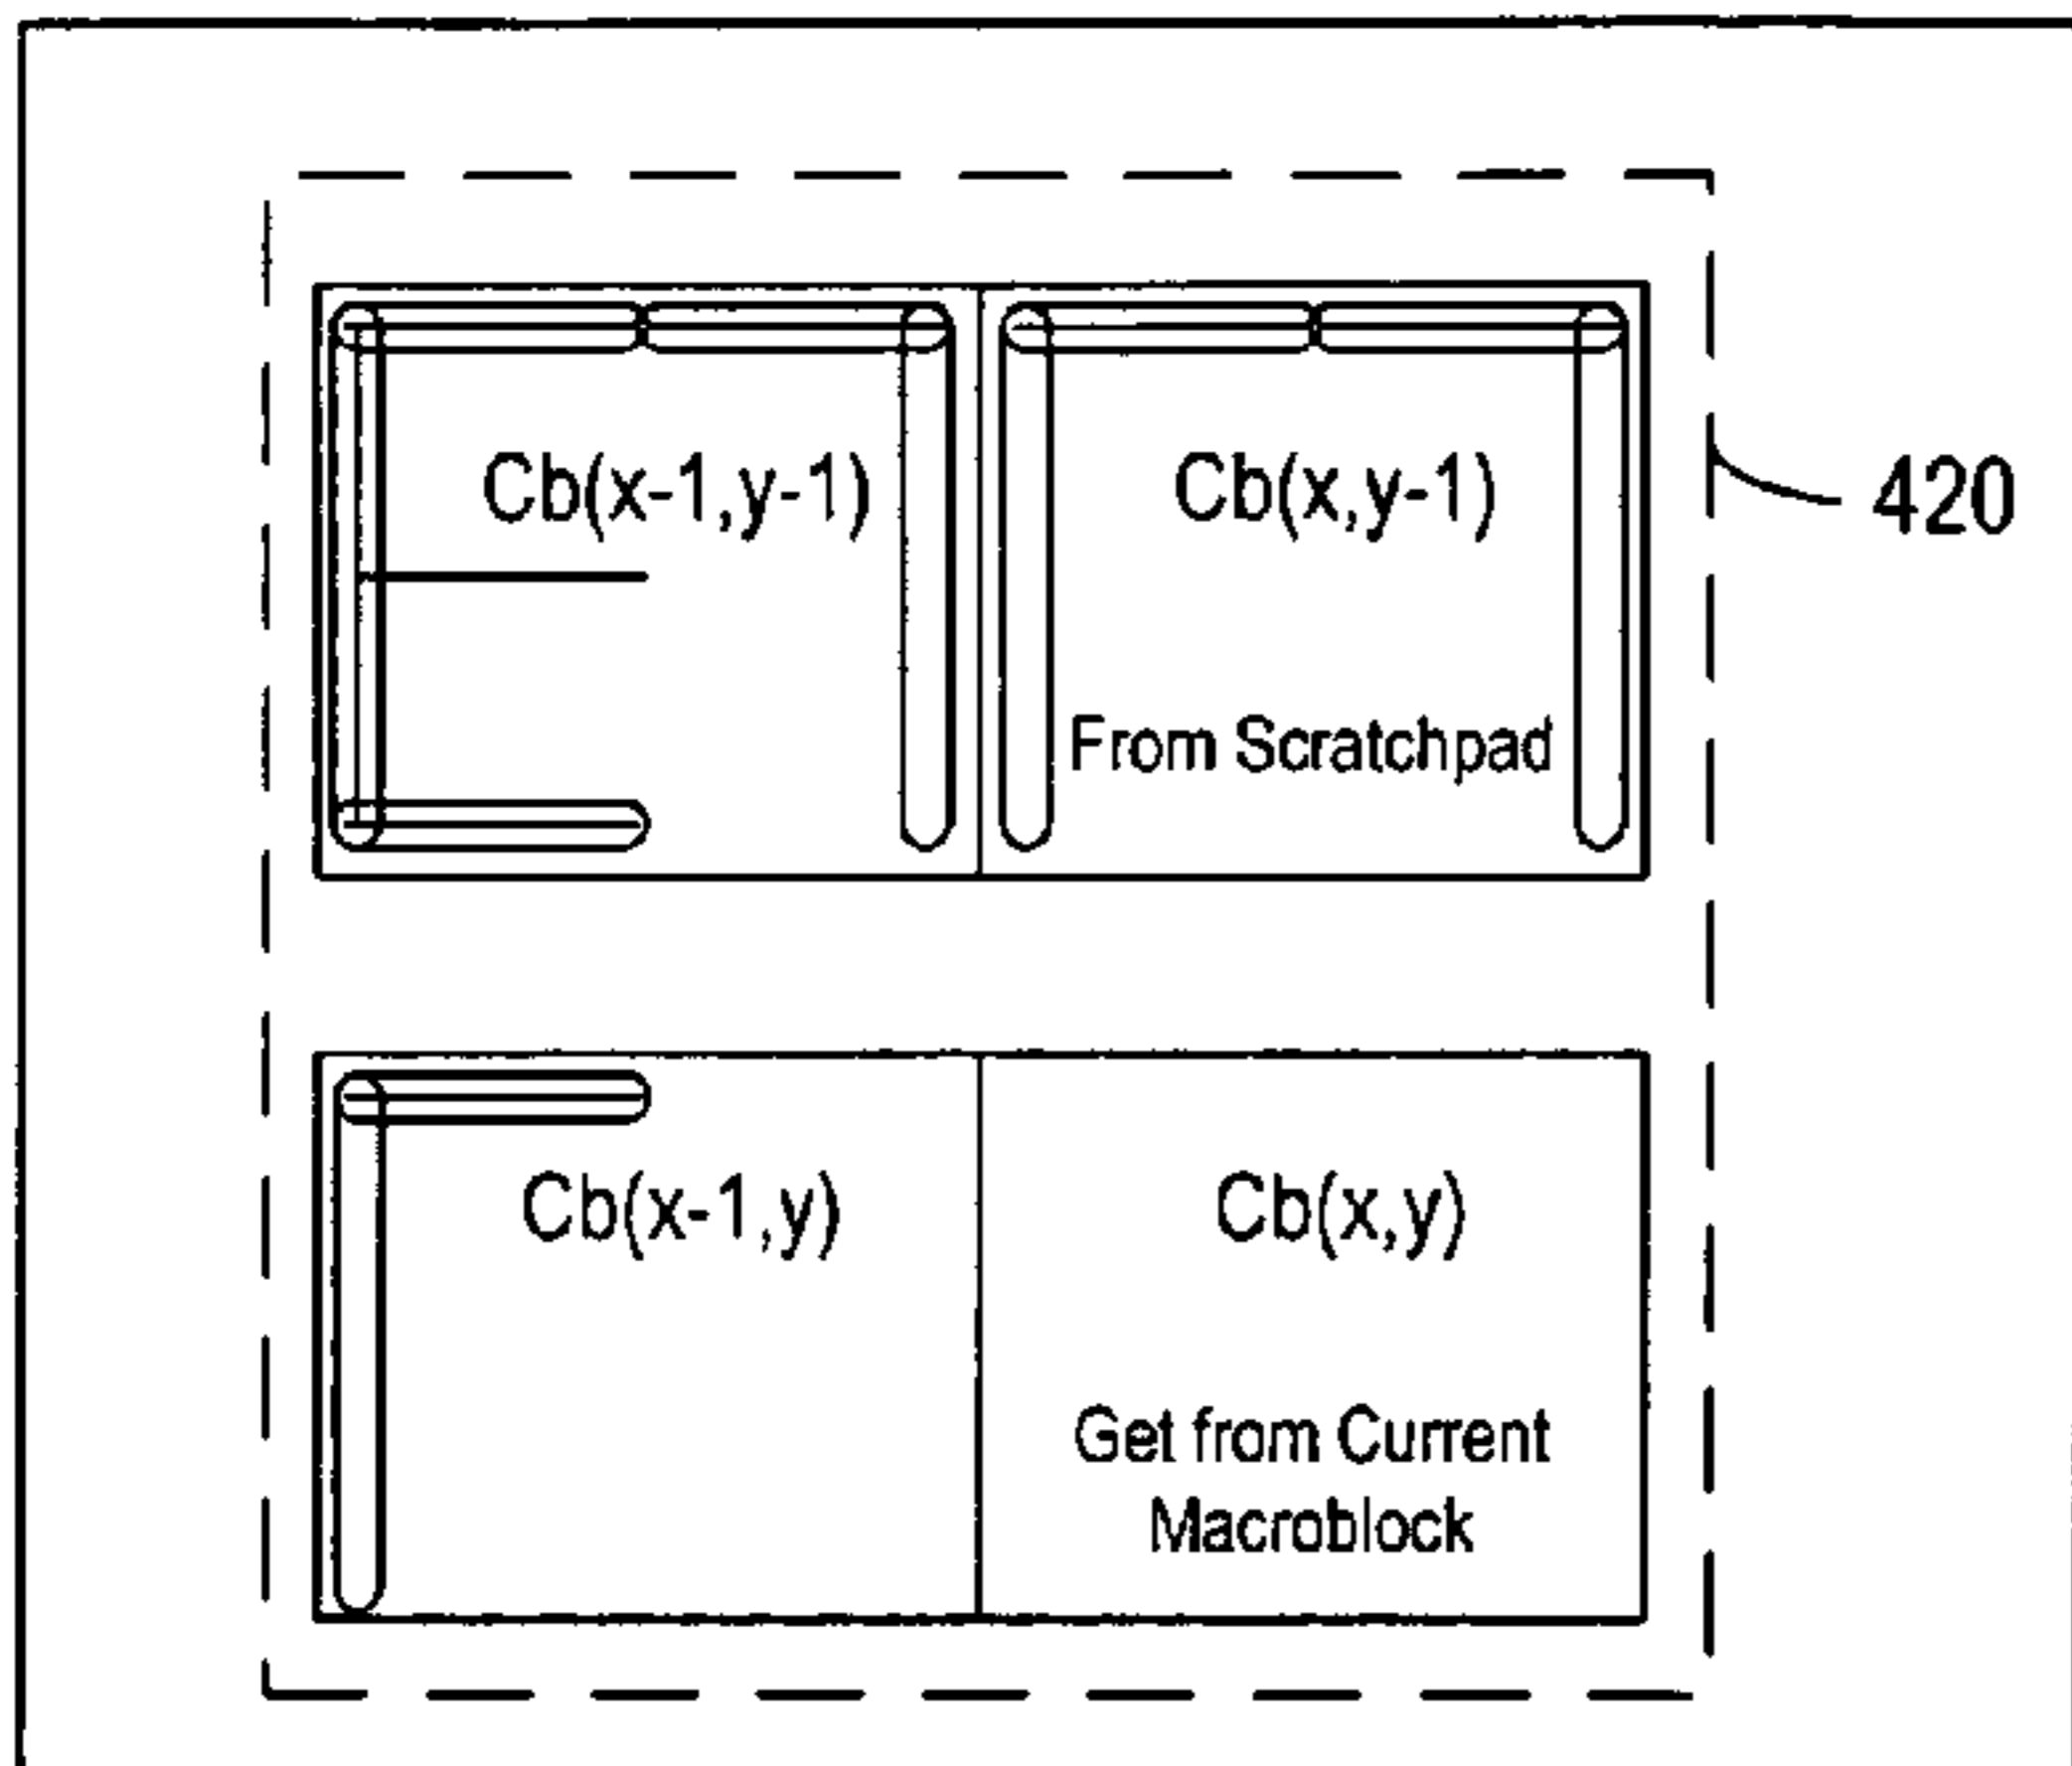 Cb(x-1,y-1)
Cb(x,y-1)
420
From Scratchpad
Cb(x-1,y)
Cb(x,y)
Get from Current
Macroblock